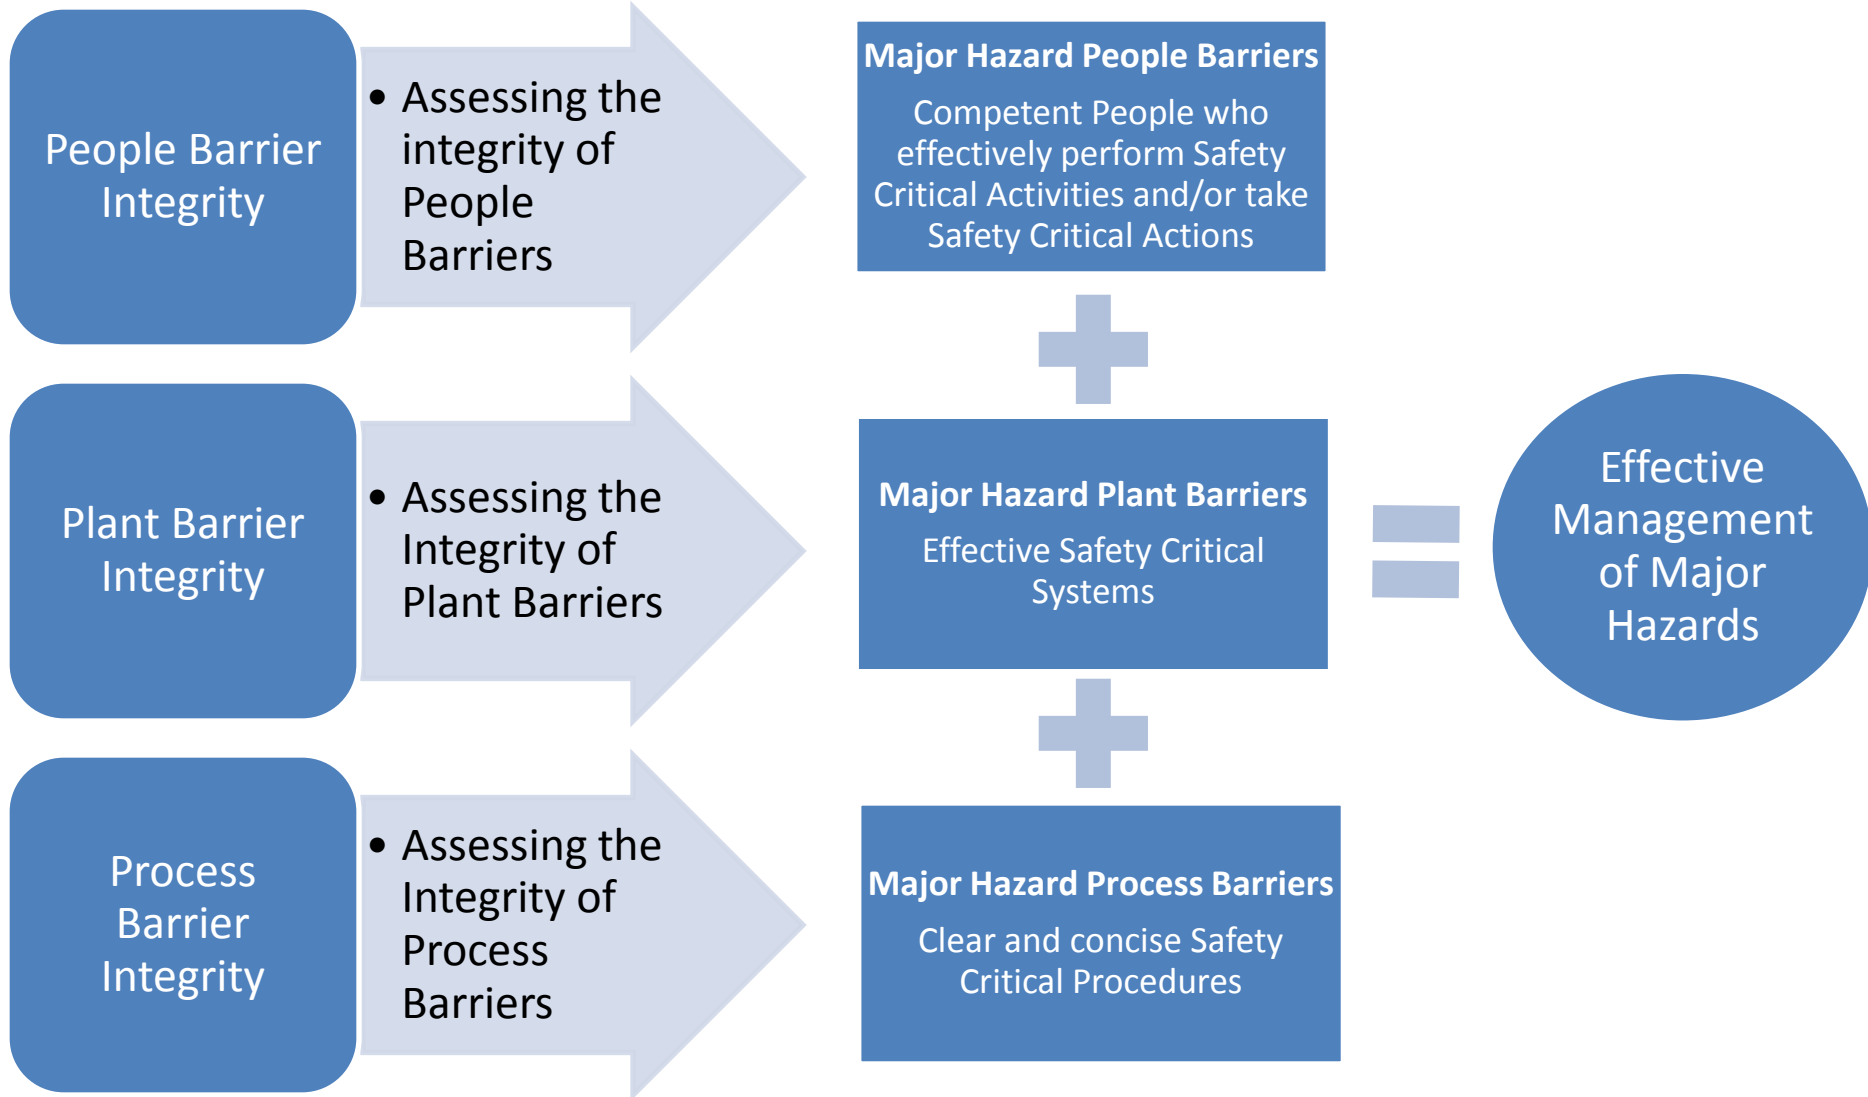 People Barrier
Integrity
• Assessing the
integrity of
People
Barriers
Major Hazard People Barriers
Competent People who
effectively perform Safety
Critical Activities and/or take
Safety Critical Actions
Plant Barrier
Integrity
• Assessing the
Integrity of
Plant Barriers
Major Hazard Plant Barriers
Effective Safety Critical
Systems
Effective
Management
of Major
Hazards
Process
Barrier
Integrity
• Assessing the
Integrity of
Process
Barriers
Major Hazard Process Barriers
Clear and concise Safety
Critical Procedures